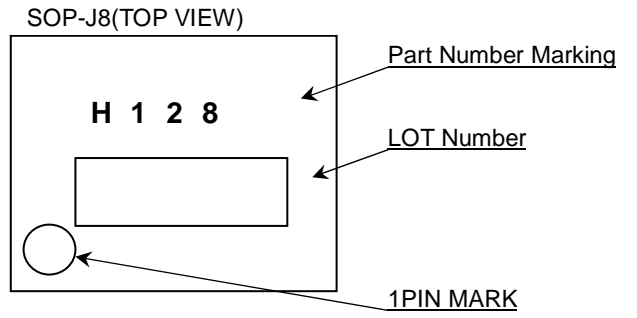 SOP-J8(TOP VIEW)
Part Number Marking
H 1 2 8
LOT Number
1PIN MARK